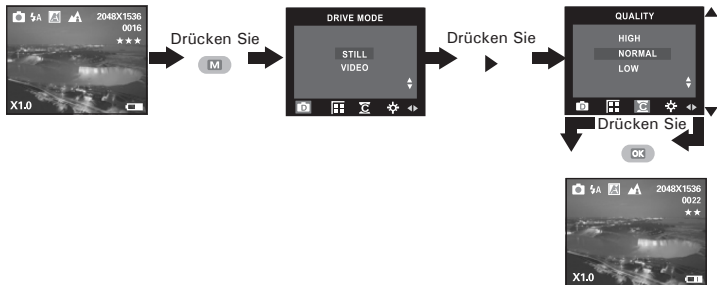 2048X1536
0016
★★★
X1.0
Drücken Sie
M
DRIVE MODE
STILL
VIDEO
Drücken Sie
QUALITY
HIGH
NORMAL
LOW
Drücken Sie
OK
2048X1536
0022
★★
X1.0